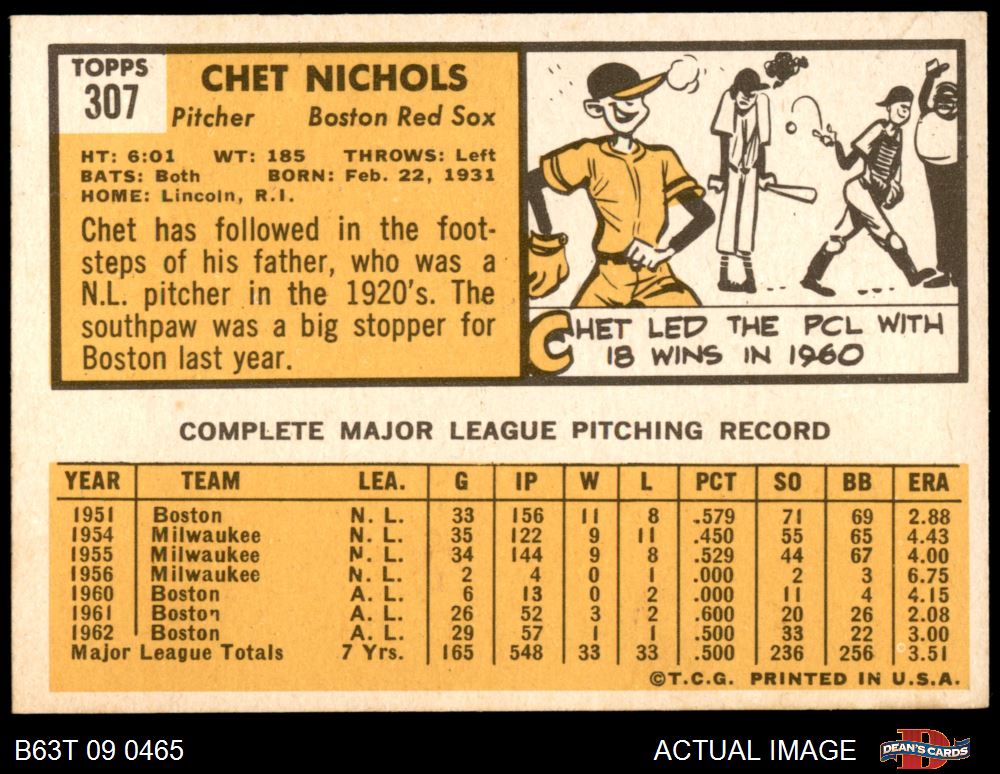 TOPPS
307
CHET NICHOLS
Pitcher Boston Red Sox
HT: 6:01 WT: 185 THROWS: Left
BATS: Both BORN: Feb. 22, 1931
HOME: Lincoln, R.I.
Chet has followed in the foot-
steps of his father, who was a
N.L. pitcher in the 1920's. The
southpaw was a big stopper for
Boston last year.
CHET LED THE PCL WITH
18 WINS IN 1960
COMPLETE MAJOR LEAGUE PITCHING RECORD
YEAR TEAM LEA. G IP W L PCT SO BB ERA
1951 Boston N. L. 33 156 11 8 .579 71 69 2.88
1954 Milwaukee N. L. 35 122 9 11 .450 55 65 4.43
1955 Milwaukee N. L. 34 144 9 8 .529 44 67 4.00
1956 Milwaukee N. L. 2 4 0 1 .000 2 3 6.75
1960 Boston A. L. 6 13 0 2 .000 11 4 4.15
1961 Boston A. L. 26 52 3 2 .600 20 26 2.08
1962 Boston A. L. 29 57 1 1 .500 33 22 3.00
Major League Totals 7 Yrs. 165 548 33 33 .500 236 256 3.51
©T.C.G. PRINTED IN U.S.A.
B63T 09 0465 ACTUAL IMAGE DEAN'S CARDS